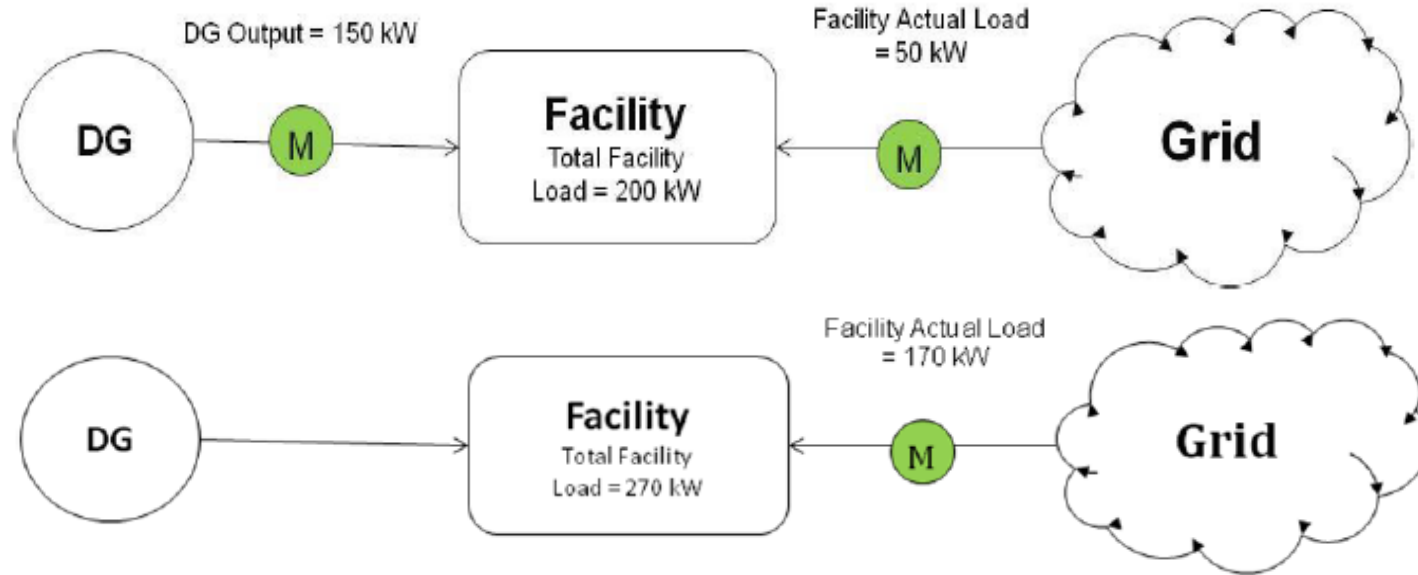 DG Output = 150 kW
Facility Actual Load
= 50 kW
DG
M
Facility
Total Facility
Load = 200 kW
M
Grid
Facility Actual Load
= 170 kW
DG
Facility
Total Facility
Load = 270 kW
M
Grid